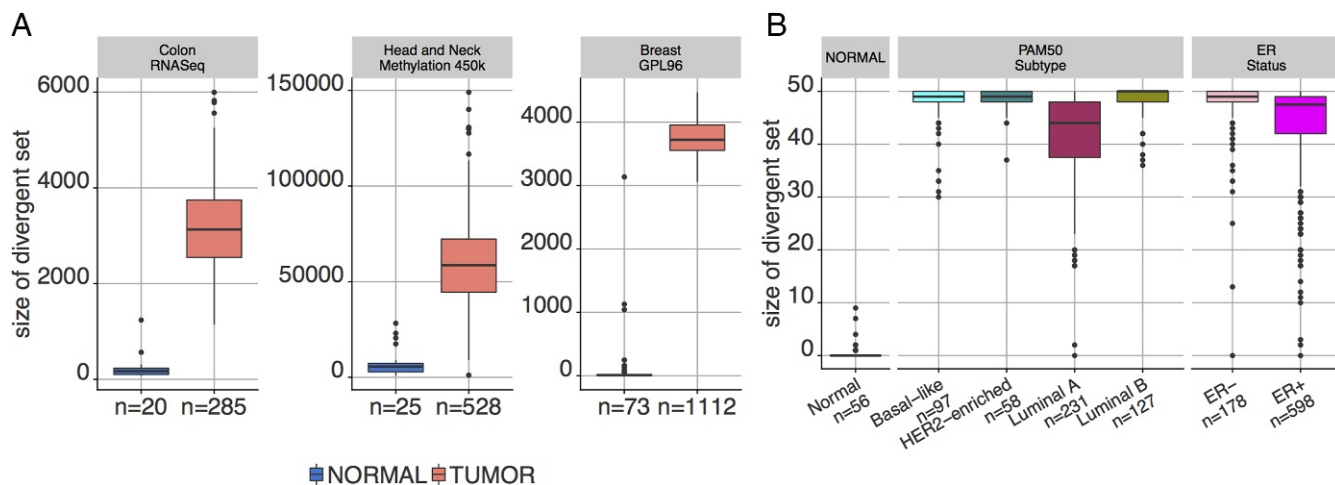 A
B
Colon
RNASeq
Head and Neck
Methylation 450k
Breast
GPL96
NORMAL
PAM50
Subtype
ER
Status
size of divergent set
6000
4000
2000
0
n=20 n=285
150000
100000
50000
0
n=25 n=528
4000
3000
2000
1000
0
n=73 n=1112
NORMAL TUMOR
size of divergent set
50
40
30
20
10
0
Normal
n=56
Basal−like
n=97
HER2−enriched
n=58
Luminal A
n=231
Luminal B
n=127
ER−
n=178
ER+
n=598